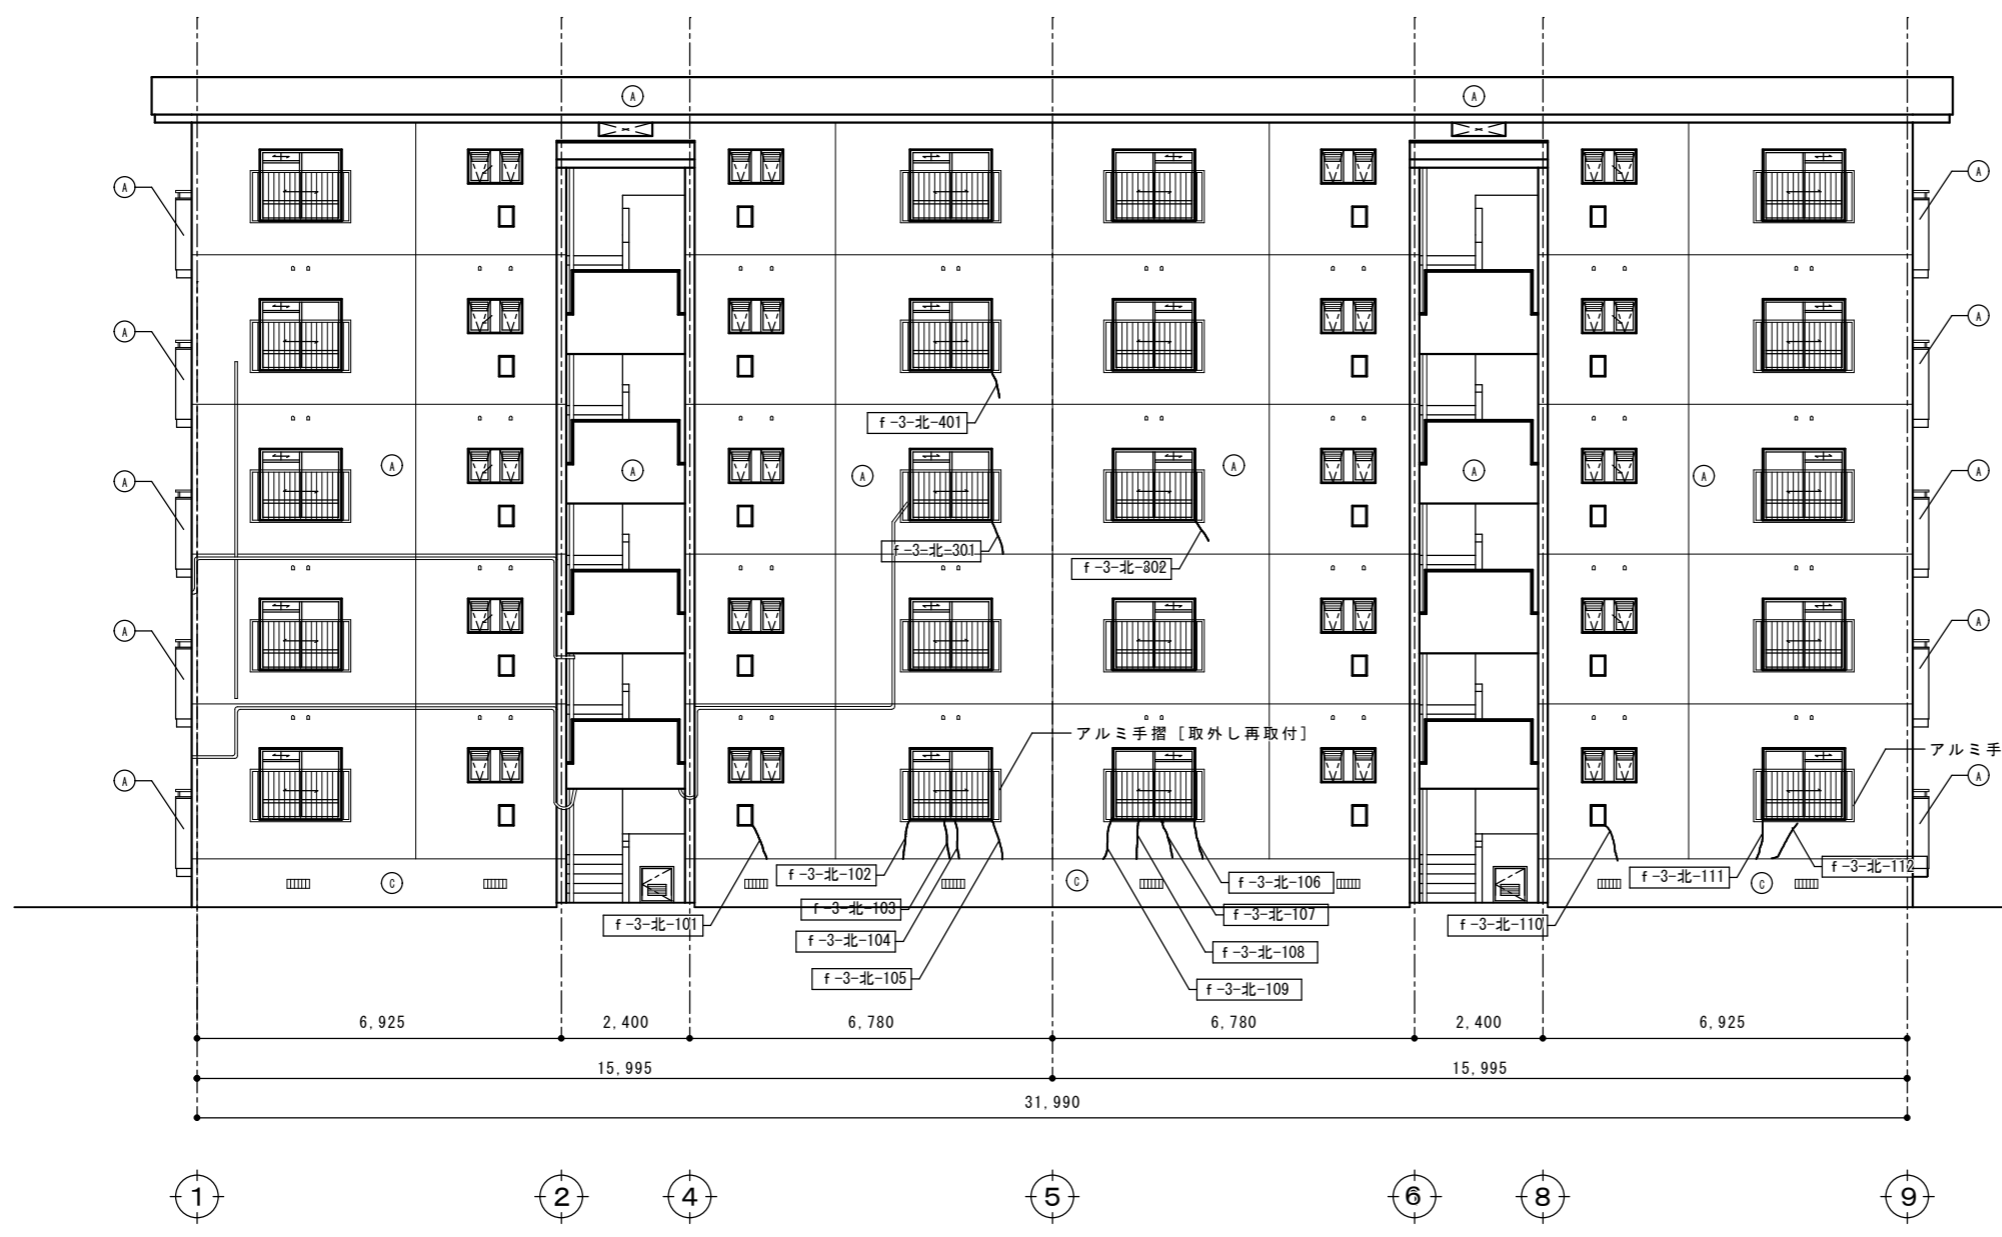 A A
A A
A A
f-3-北-401
A A A A A A
A A
f-3-北-301
f-3-北-302
A A
アルミ手摺［取外し再取付］
アルミ手
A A
f-3-北-102
f-3-北-106
f-3-北-111
f-3-北-112
C C C
f-3-北-103
f-3-北-107
f-3-北-101
f-3-北-110
f-3-北-104
f-3-北-108
f-3-北-105
f-3-北-109
6,925 2,400 6,780 6,780 2,400 6,925
15,995 15,995
31,990
1 2 4 5 6 8 9